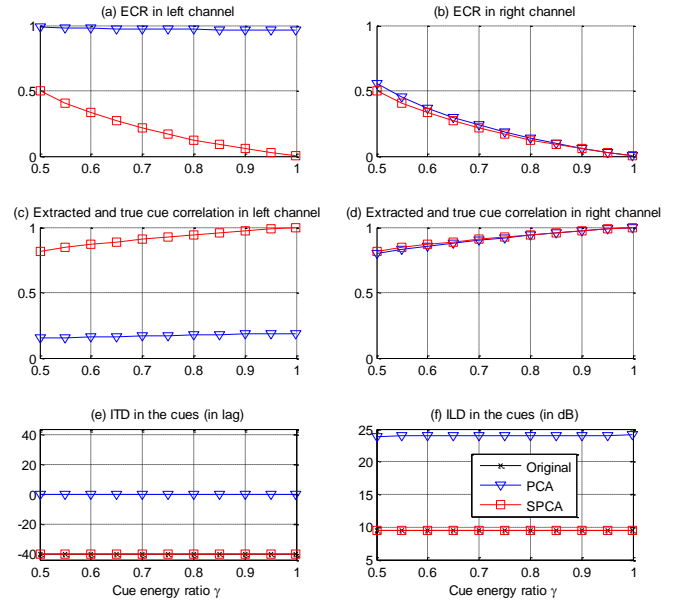 (a) ECR in left channel
1
0.5
0
0.5 0.6 0.7 0.8 0.9 1
(b) ECR in right channel
1
0.5
0
0.5 0.6 0.7 0.8 0.9 1
(c) Extracted and true cue correlation in left channel
1
0.5
0
0.5 0.6 0.7 0.8 0.9 1
(d) Extracted and true cue correlation in right channel
1
0.5
0
0.5 0.6 0.7 0.8 0.9 1
(e) ITD in the cues (in lag)
40
20
0
-20
-40
0.5 0.6 0.7 0.8 0.9 1
Cue energy ratio γ
(f) ILD in the cues (in dB)
25
20
15
10
5
Original
PCA
SPCA
0.5 0.6 0.7 0.8 0.9 1
Cue energy ratio γ